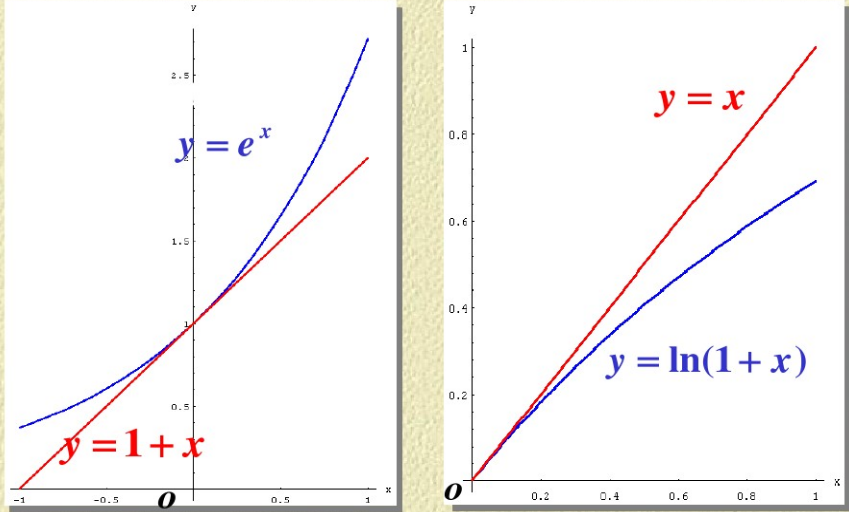 y
2.5
y = e^x
2
1.5
1
0.5
y = 1 + x
-1 -0.5 O 0.5 1 x
y
1
y = x
0.8
0.6
0.4
y = ln(1 + x)
0.2
O 0.2 0.4 0.6 0.8 1 x